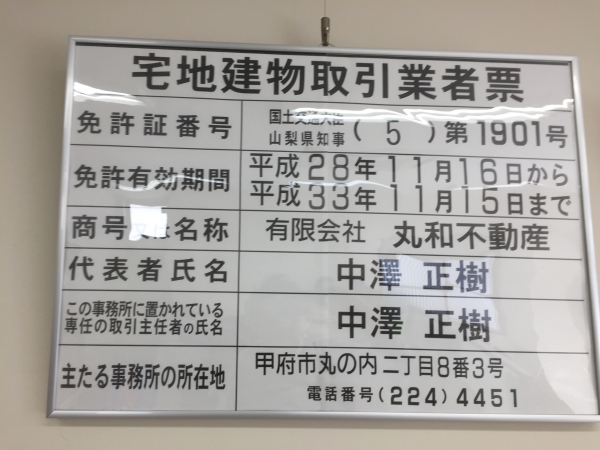 宅地建物取引業者票
免許証番号
国土交通大臣
山梨県知事
(5)第1901号
免許有効期間
平成28年11月16日から
平成33年11月15日まで
商号又は名称
有限会社 丸和不動産
代表者氏名
中澤 正樹
この事務所に置かれている
専任の取引主任者の氏名
中澤 正樹
主たる事務所の所在地
甲府市丸の内二丁目8番3号
電話番号(224)4451